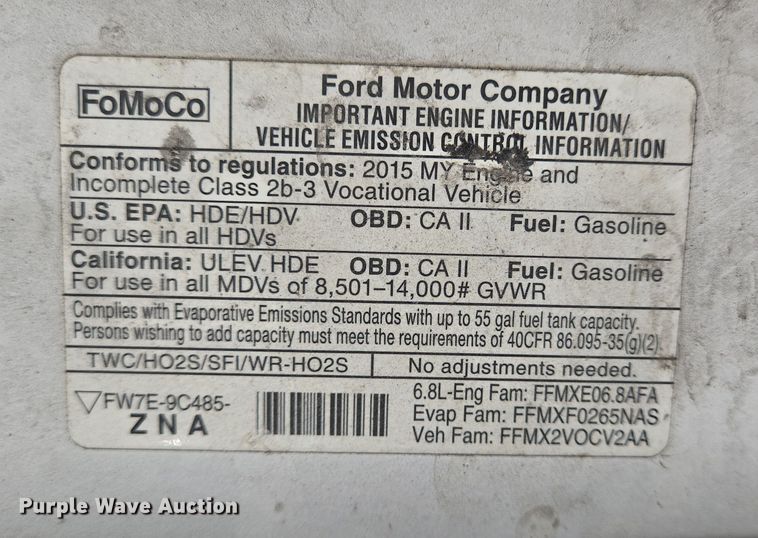 FoMoCo
Ford Motor Company
IMPORTANT ENGINE INFORMATION/
VEHICLE EMISSION CONTROL INFORMATION
Conforms to regulations: 2015 MY Engine and
Incomplete Class 2b-3 Vocational Vehicle
U.S. EPA: HDE/HDV OBD: CA II Fuel: Gasoline
For use in all HDVs
California: ULEV HDE OBD: CA II Fuel: Gasoline
For use in all MDVs of 8,501–14,000# GVWR
Complies with Evaporative Emissions Standards with up to 55 gal fuel tank capacity.
Persons wishing to add capacity must meet the requirements of 40CFR 86.095-35(g)(2).
TWC/HO2S/SFI/WR-HO2S No adjustments needed.
FW7E-9C485-
ZNA
6.8L-Eng Fam: FFMXE06.8AFA
Evap Fam: FFMXF0265NAS
Veh Fam: FFMX2VOCV2AA
Purple Wave Auction